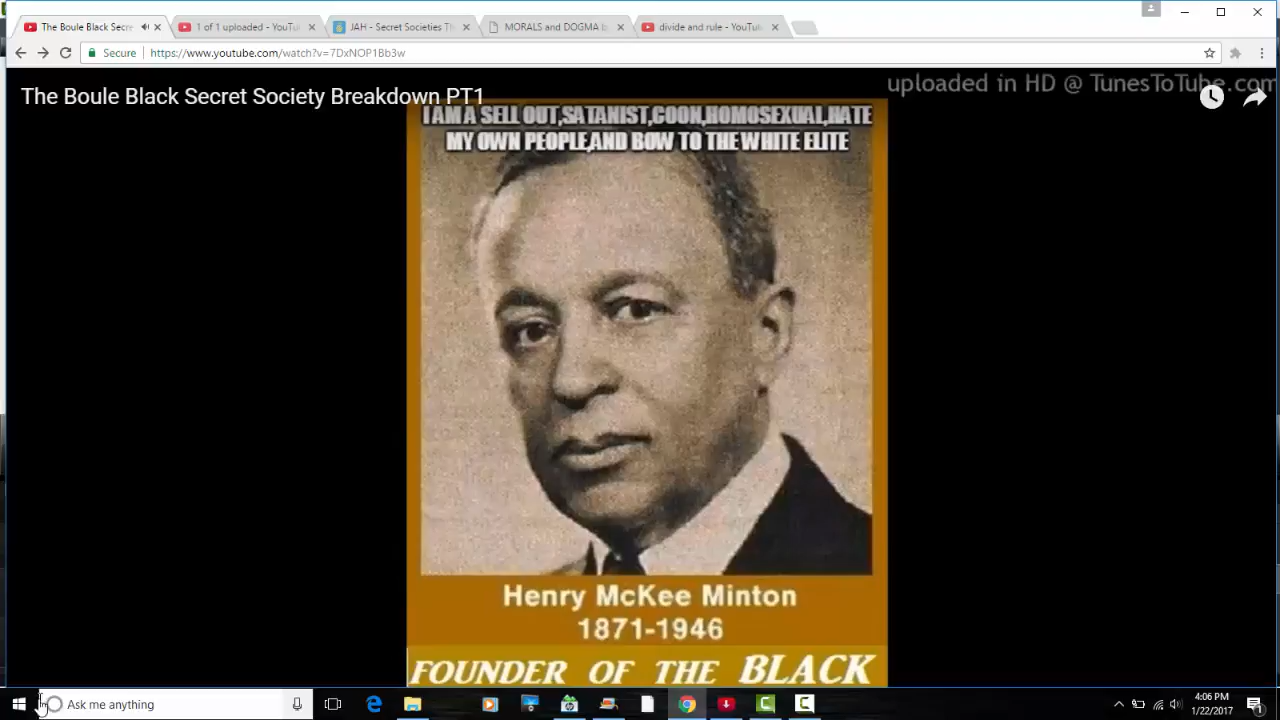 The Boule Black Secre
1 of 1 uploaded - YouTu
JAH - Secret Societies Th
MORALS and DOGMA b
divide and rule - YouTube
Secure
https://www.youtube.com/watch?v=7DxNOP1Bb3w
uploaded in HD @ TunesToTube.com
The Boule Black Secret Society Breakdown PT1
I AM A SELL OUT,SATANIST,COON,HOMOSEXUAL,HATE
MY OWN PEOPLE,AND BOW TO THE WHITE ELITE
Henry McKee Minton
1871-1946
FOUNDER OF THE BLACK
Ask me anything
4:06 PM
1/22/2017